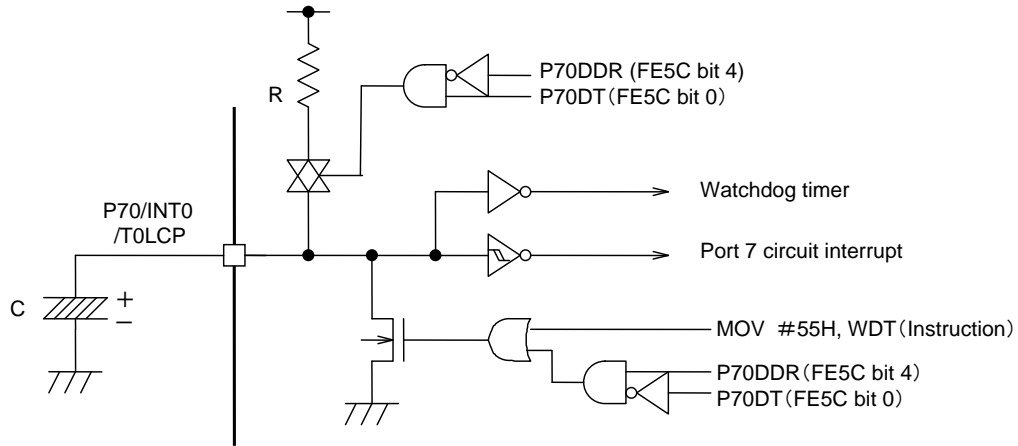 P70DDR (FE5C bit 4)
P70DT(FE5C bit 0)
R
Watchdog timer
P70/INT0
/T0LCP
Port 7 circuit interrupt
C
+
−
MOV #55H, WDT(Instruction)
P70DDR(FE5C bit 4)
P70DT(FE5C bit 0)